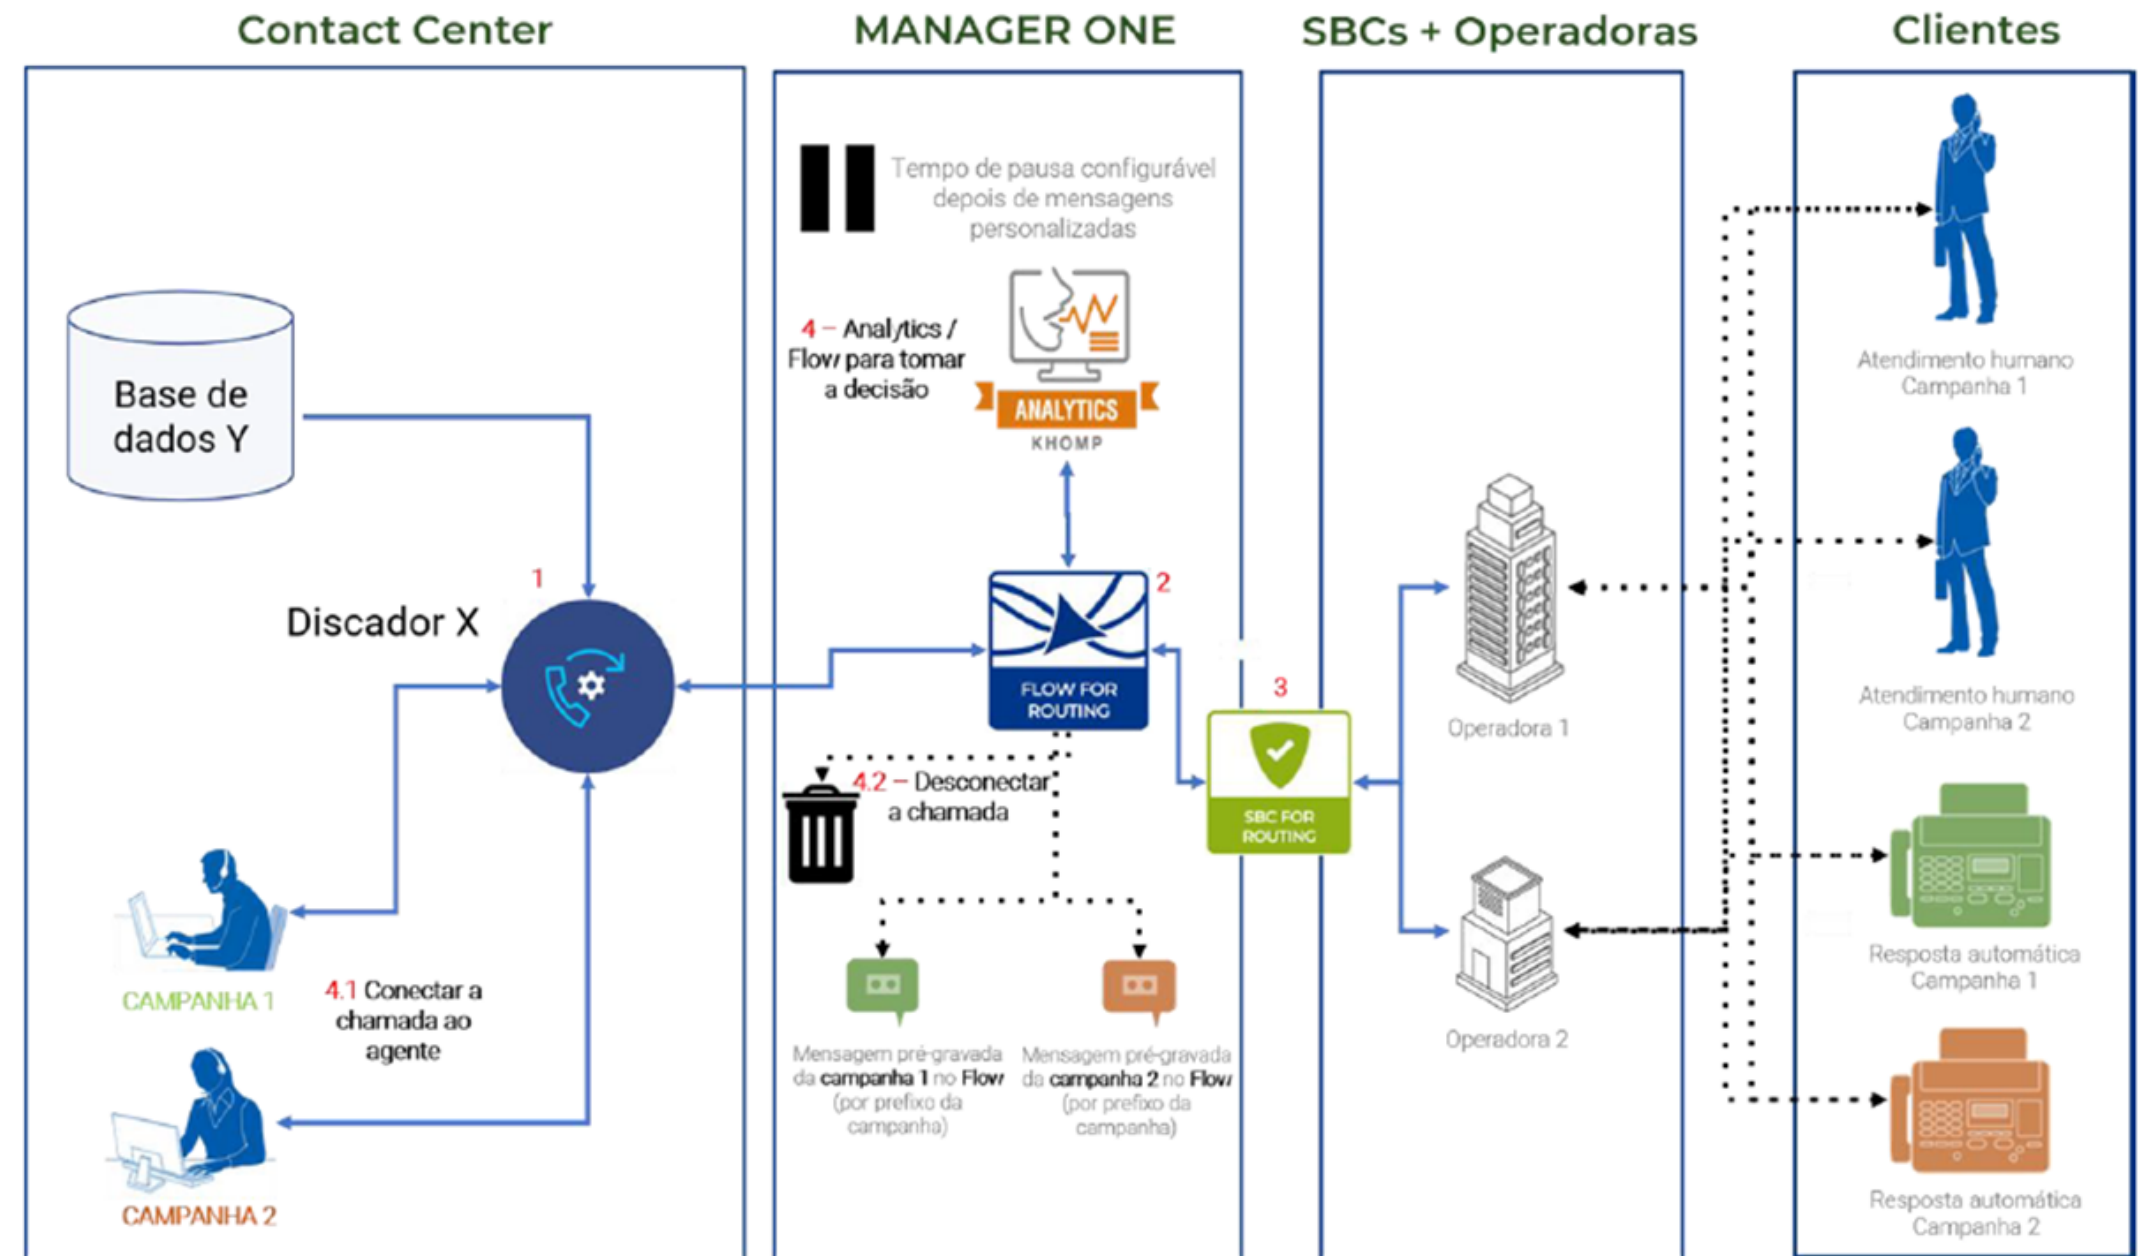 Contact Center
MANAGER ONE
SBCs + Operadoras
Clientes
Base de
dados Y
1
Discador X
CAMPANHA 1
4.1 Conectar a
chamada ao
agente
CAMPANHA 2
Tempo de pausa configurável
depois de mensagens
personalizadas
4 – Analytics /
Flow para tomar
a decisão
ANALYTICS
KHOMP
2
FLOW FOR
ROUTING
4.2 – Desconectar
a chamada
Mensagem pré-gravada
da campanha 1 no Flow
(por prefixo da
campanha)
Mensagem pré-gravada
da campanha 2 no Flow
(por prefixo da
campanha)
3
SBC FOR
ROUTING
Operadora 1
Operadora 2
Atendimento humano
Campanha 1
Atendimento humano
Campanha 2
Resposta automática
Campanha 1
Resposta automática
Campanha 2